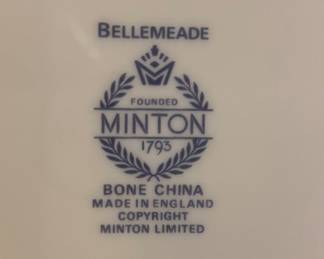 BELLEMEADE
FOUNDED
MINTON
1793
BONE CHINA
MADE IN ENGLAND
COPYRIGHT
MINTON LIMITED